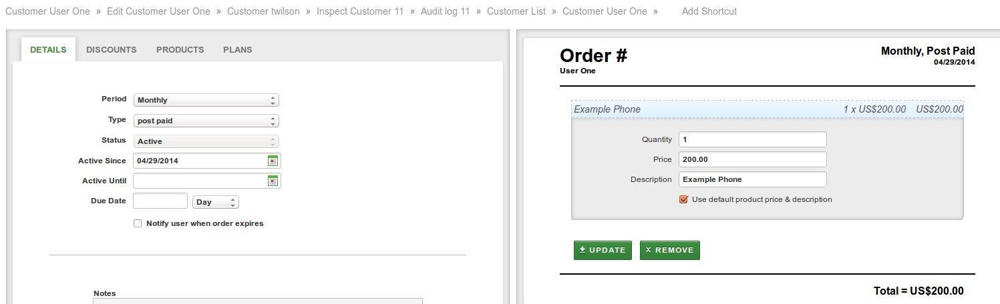 Customer User One » Edit Customer User One » Customer twilson » Inspect Customer 11 » Audit log 11 » Customer List » Customer User One » Add Shortcut
DETAILS DISCOUNTS PRODUCTS PLANS
Period Monthly
Type post paid
Status Active
Active Since 04/29/2014
Active Until
Due Date Day
Notify user when order expires
Notes
Order # Monthly, Post Paid
User One 04/29/2014
Example Phone 1 x US$200.00 US$200.00
Quantity 1
Price 200.00
Description Example Phone
Use default product price & description
UPDATE X REMOVE
Total = US$200.00